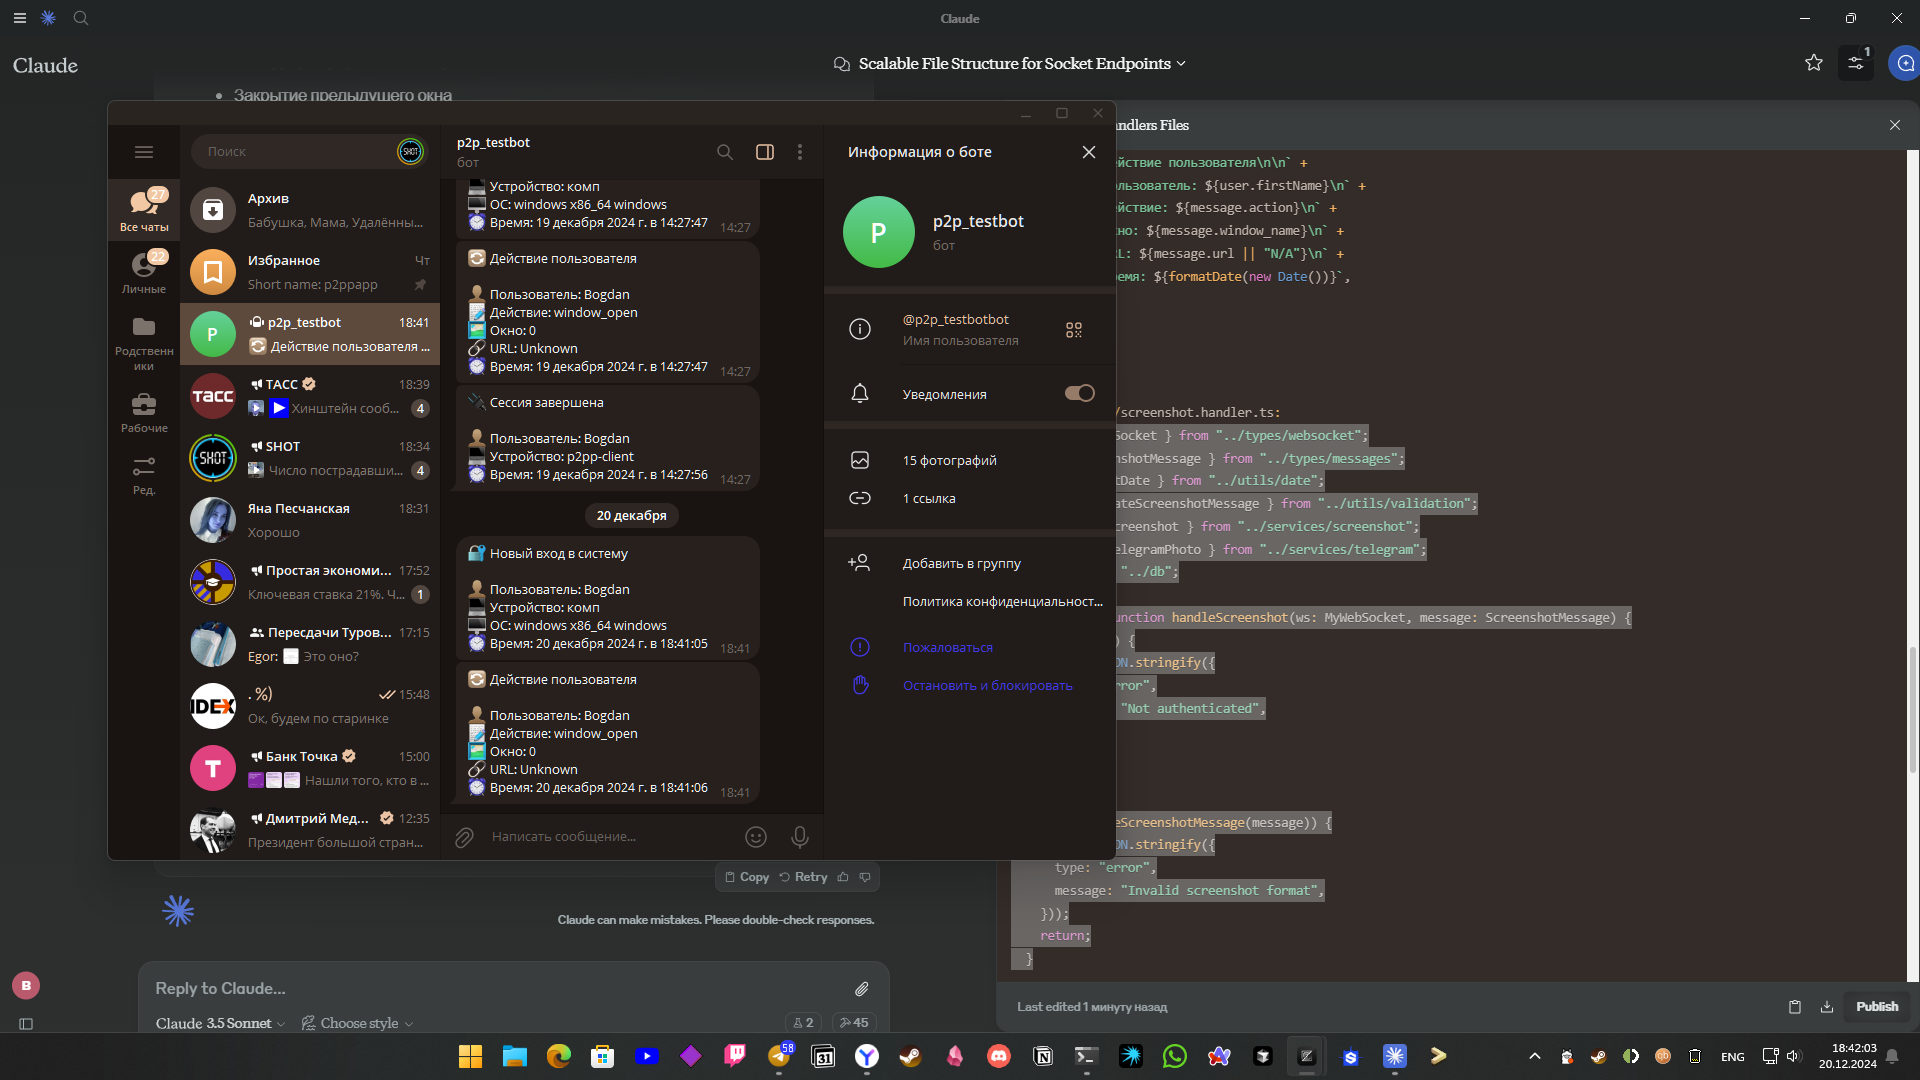 Claude
Claude
Scalable File Structure for Socket Endpoints
1
Закрытие предыдущего окна
Поиск
SHOT
27
Все чаты
22
Личные
Родственн
ики
Рабочие
Ред.
Архив
Бабушка, Мама, Удалённы...
Избранное
Чт
Short name: p2ppapp
P
p2p_testbot
18:41
Действие пользователя ...
ТАСС
ТАСС
18:39
Хинштейн сооб...
4
SHOT
SHOT
18:34
Число пострадавши...
4
Яна Песчанская
18:31
Хорошо
Простая экономи...
17:52
Ключевая ставка 21%. Ч...
1
Пересдачи Туров...
17:15
Egor:
Это оно?
IDEX
. %)
15:48
Ок, будем по старинке
Т
Банк Точка
15:00
Нашли того, кто в ...
Дмитрий Мед...
12:35
Президент большой стран...
p2p_testbot
бот
Устройство: комп
ОС: windows x86_64 windows
Время: 19 декабря 2024 г. в 14:27:47
14:27
Действие пользователя
Пользователь: Bogdan
Действие: window_open
Окно: 0
URL: Unknown
Время: 19 декабря 2024 г. в 14:27:47
14:27
Сессия завершена
Пользователь: Bogdan
Устройство: p2pp-client
Время: 19 декабря 2024 г. в 14:27:56
14:27
20 декабря
Новый вход в систему
Пользователь: Bogdan
Устройство: комп
ОС: windows x86_64 windows
Время: 20 декабря 2024 г. в 18:41:05
18:41
Действие пользователя
Пользователь: Bogdan
Действие: window_open
Окно: 0
URL: Unknown
Время: 20 декабря 2024 г. в 18:41:06
18:41
Написать сообщение...
Информация о боте
P
p2p_testbot
бот
@p2p_testbotbot
Имя пользователя
Уведомления
15 фотографий
1 ссылка
Добавить в группу
Политика конфиденциальност...
Пожаловаться
Остановить и блокировать
ndlers Files
йствие пользователя\n\n` +
льзователь: ${user.firstName}\n` +
йствие: ${message.action}\n` +
но: ${message.window_name}\n` +
L: ${message.url || "N/A"}\n` +
емя: ${formatDate(new Date())}`,
/screenshot.handler.ts:
ocket } from "../types/websocket";
nshotMessage } from "../types/messages";
tDate } from "../utils/date";
ateScreenshotMessage } from "../utils/validation";
creenshot } from "../services/screenshot";
elegramPhoto } from "../services/telegram";
"../db";
unction handleScreenshot(ws: MyWebSocket, message: ScreenshotMessage) {
) {
ON.stringify({
ror",
"Not authenticated",
eScreenshotMessage(message)) {
ON.stringify({
type: "error",
message: "Invalid screenshot format",
}));
return;
}
Copy
Retry
Claude can make mistakes. Please double-check responses.
B
Reply to Claude...
Claude 3.5 Sonnet
Choose style
2
45
Last edited 1 минуту назад
Publish
58
31
ENG
18:42:03
20.12.2024